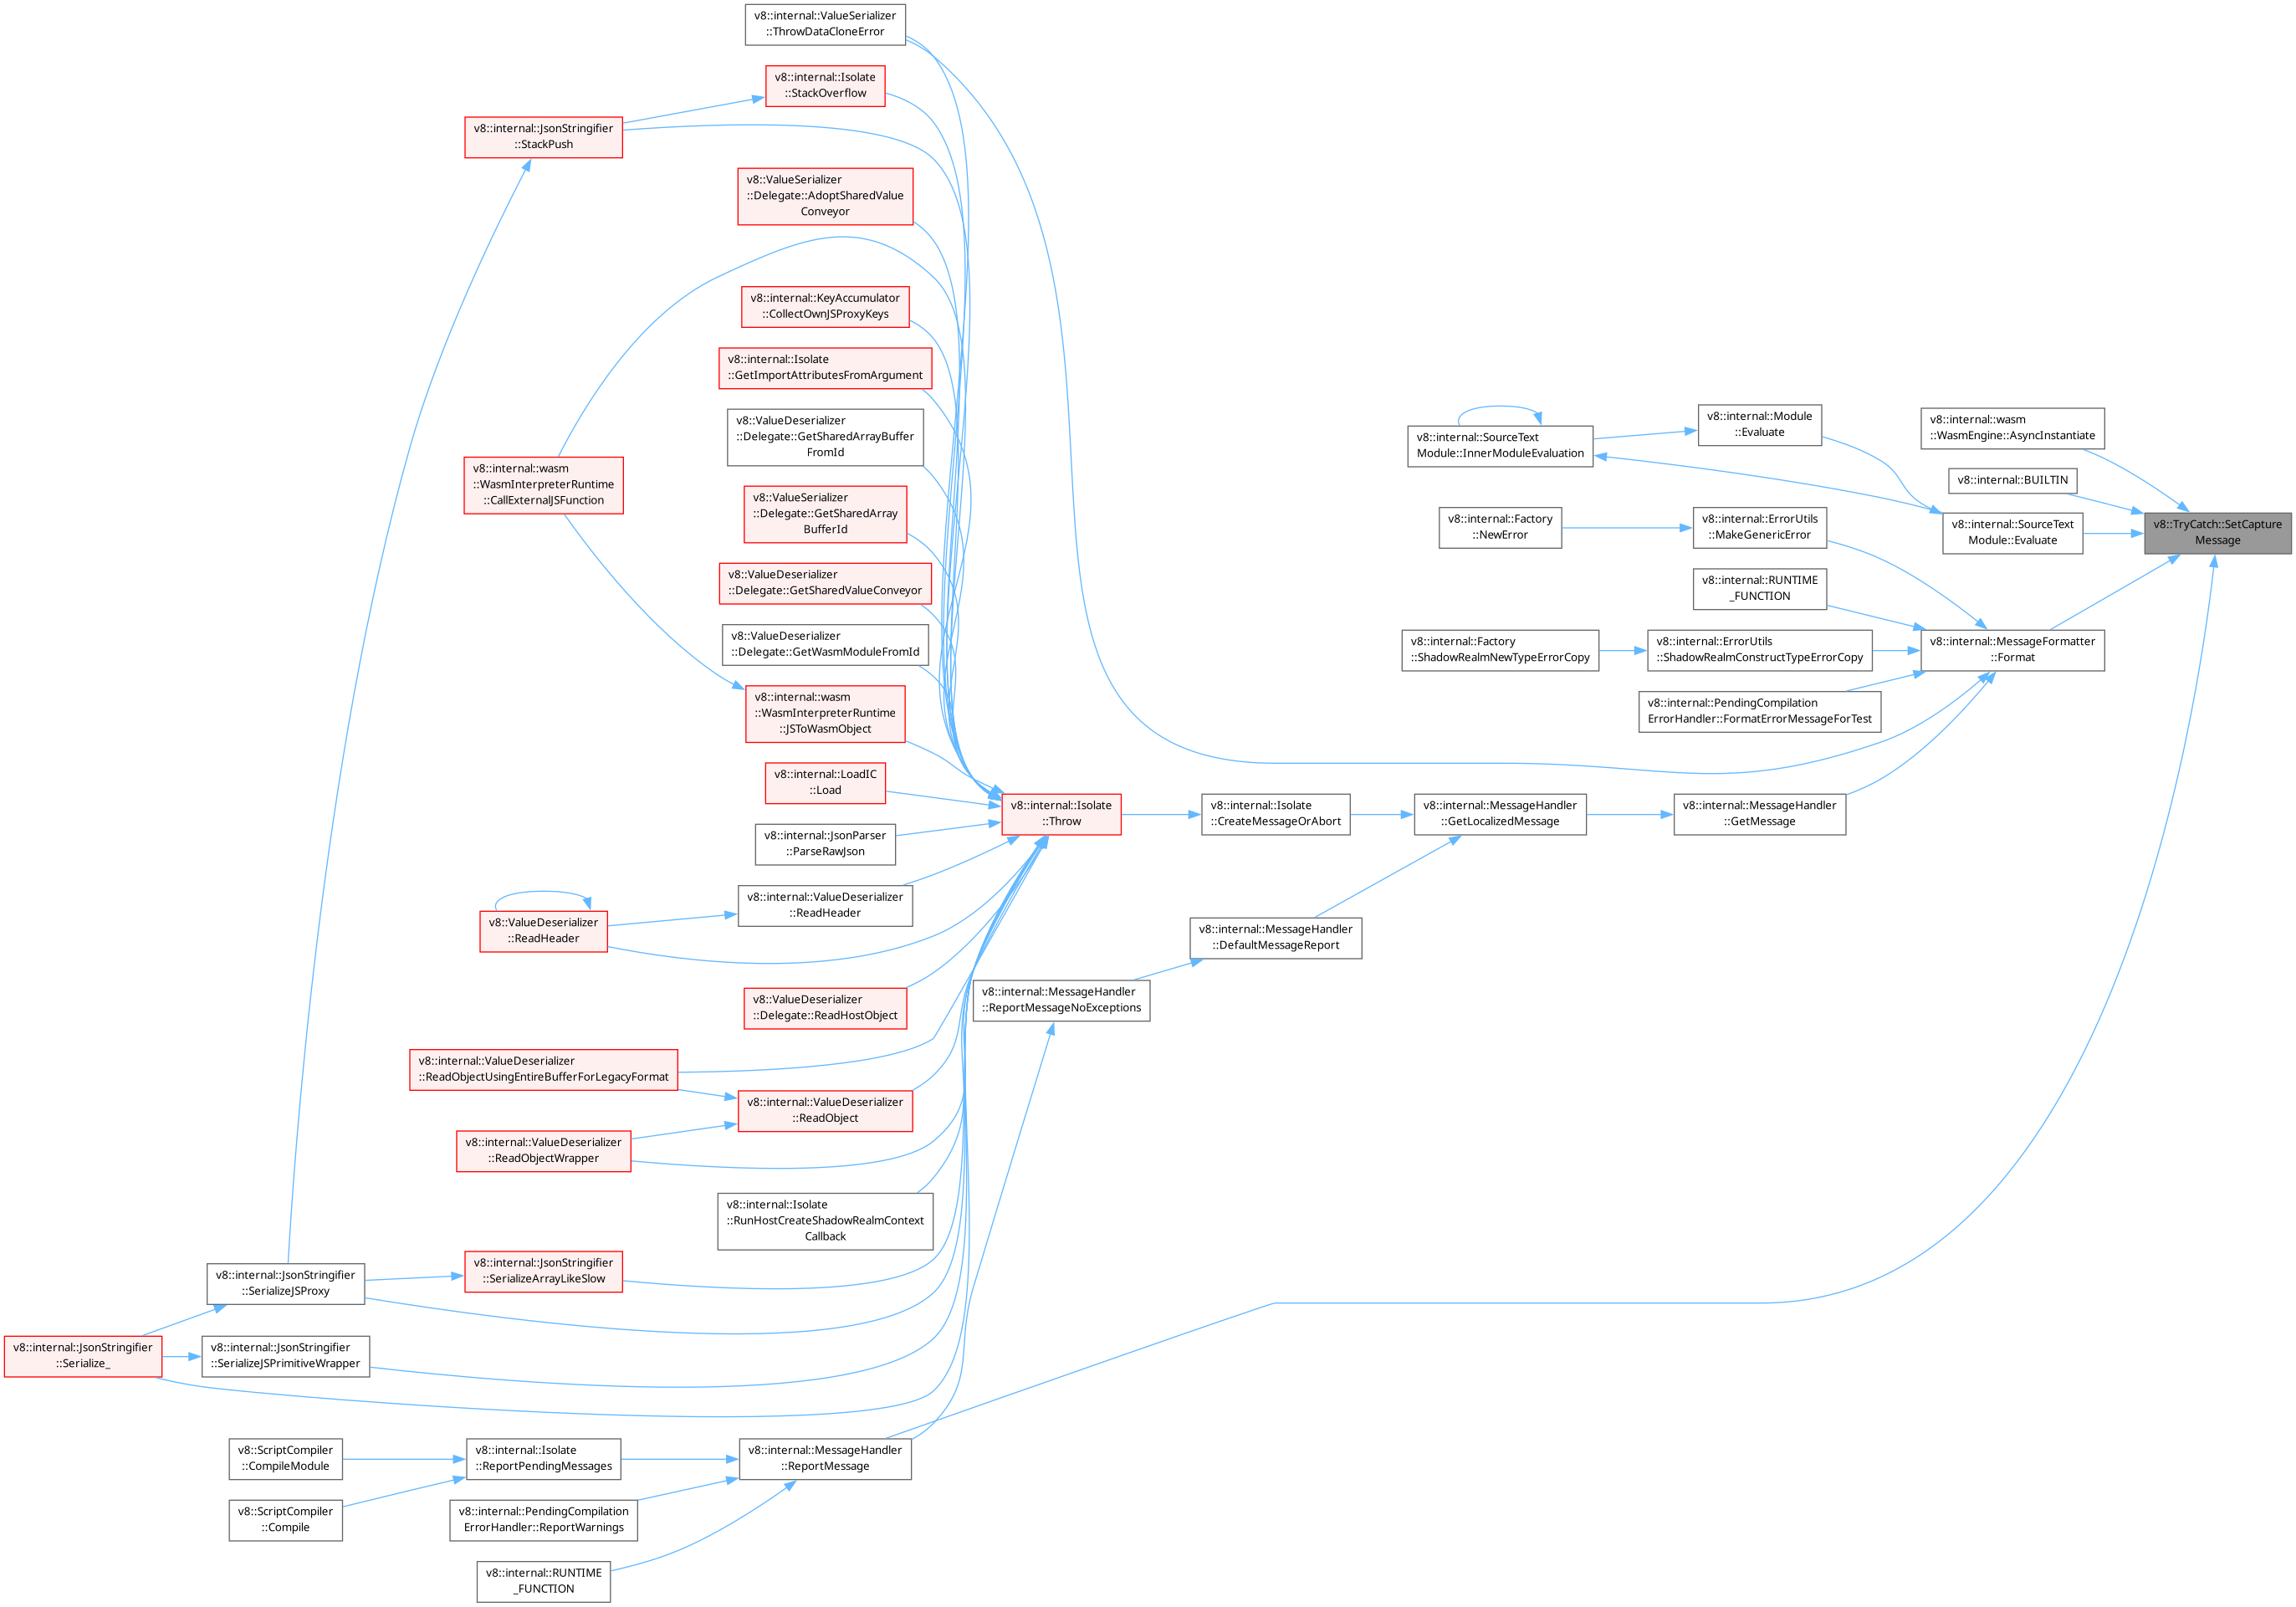 v8::internal::ValueSerializer
::ThrowDataCloneError
v8::internal::Isolate
::StackOverflow
v8::internal::JsonStringifier
::StackPush
v8::ValueSerializer
::Delegate::AdoptSharedValue
Conveyor
v8::internal::KeyAccumulator
::CollectOwnJSProxyKeys
v8::internal::Isolate
::GetImportAttributesFromArgument
v8::ValueDeserializer
::Delegate::GetSharedArrayBuffer
FromId
v8::internal::wasm
::WasmInterpreterRuntime
::CallExternalJSFunction
v8::ValueSerializer
::Delegate::GetSharedArray
BufferId
v8::ValueDeserializer
::Delegate::GetSharedValueConveyor
v8::ValueDeserializer
::Delegate::GetWasmModuleFromId
v8::internal::wasm
::WasmInterpreterRuntime
::JSToWasmObject
v8::internal::LoadIC
::Load
v8::internal::JsonParser
::ParseRawJson
v8::internal::ValueDeserializer
::ReadHeader
v8::ValueDeserializer
::ReadHeader
v8::ValueDeserializer
::Delegate::ReadHostObject
v8::internal::ValueDeserializer
::ReadObjectUsingEntireBufferForLegacyFormat
v8::internal::ValueDeserializer
::ReadObject
v8::internal::ValueDeserializer
::ReadObjectWrapper
v8::internal::Isolate
::RunHostCreateShadowRealmContext
Callback
v8::internal::JsonStringifier
::SerializeArrayLikeSlow
v8::internal::JsonStringifier
::SerializeJSProxy
v8::internal::JsonStringifier
::Serialize_
v8::internal::JsonStringifier
::SerializeJSPrimitiveWrapper
v8::ScriptCompiler
::CompileModule
v8::ScriptCompiler
::Compile
v8::internal::Isolate
::ReportPendingMessages
v8::internal::PendingCompilation
ErrorHandler::ReportWarnings
v8::internal::RUNTIME
_FUNCTION
v8::internal::MessageHandler
::ReportMessage
v8::internal::Isolate
::Throw
v8::internal::MessageHandler
::ReportMessageNoExceptions
v8::internal::MessageHandler
::DefaultMessageReport
v8::internal::Isolate
::CreateMessageOrAbort
v8::internal::MessageHandler
::GetLocalizedMessage
v8::internal::MessageHandler
::GetMessage
v8::internal::SourceText
Module::InnerModuleEvaluation
v8::internal::Module
::Evaluate
v8::internal::Factory
::NewError
v8::internal::ErrorUtils
::MakeGenericError
v8::internal::RUNTIME
_FUNCTION
v8::internal::Factory
::ShadowRealmNewTypeErrorCopy
v8::internal::ErrorUtils
::ShadowRealmConstructTypeErrorCopy
v8::internal::PendingCompilation
ErrorHandler::FormatErrorMessageForTest
v8::internal::wasm
::WasmEngine::AsyncInstantiate
v8::internal::BUILTIN
v8::internal::SourceText
Module::Evaluate
v8::internal::MessageFormatter
::Format
v8::TryCatch::SetCapture
Message